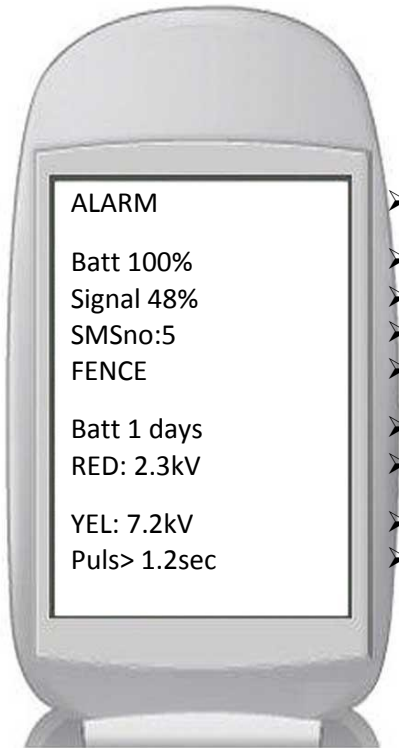 ALARM
Batt 100%
Signal 48%
SMSno:5
FENCE
Batt 1 days
RED: 2.3kV
YEL: 7.2kV
Puls> 1.2sec